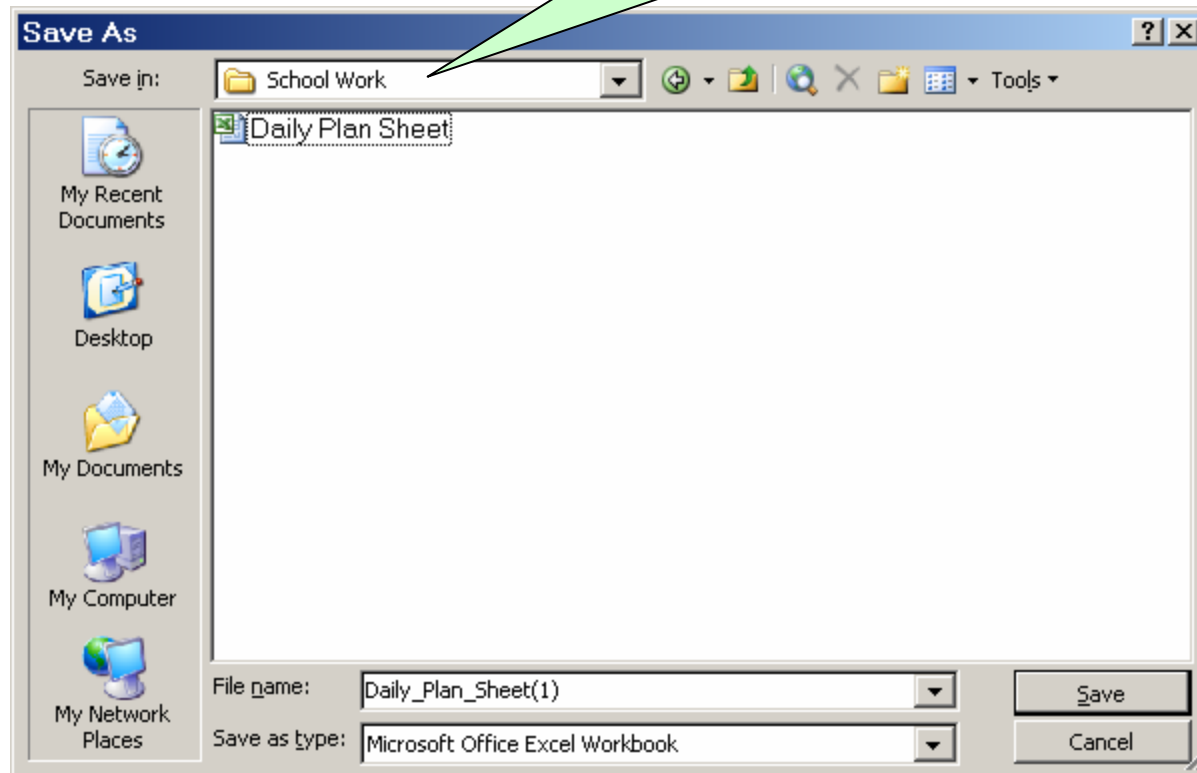 Save As
Save in:
School Work
Tools
Daily Plan Sheet
My Recent
Documents
Desktop
My Documents
My Computer
My Network
Places
File name:
Daily_Plan_Sheet(1)
Save
Save as type:
Microsoft Office Excel Workbook
Cancel